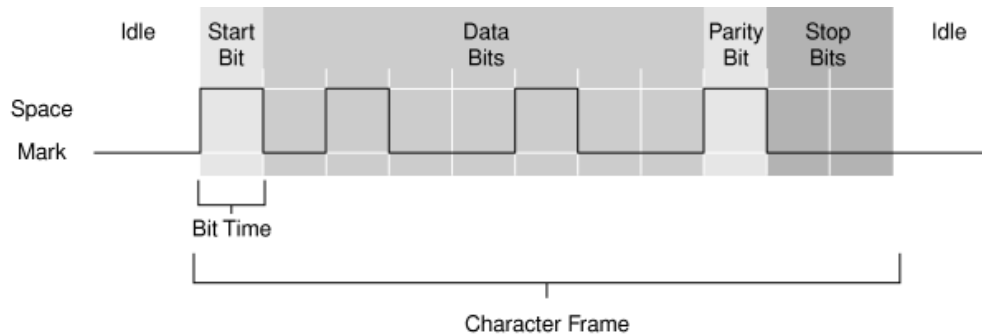 Idle
Start
Bit
Data
Bits
Parity
Bit
Stop
Bits
Idle
Space
Mark
Bit Time
Character Frame